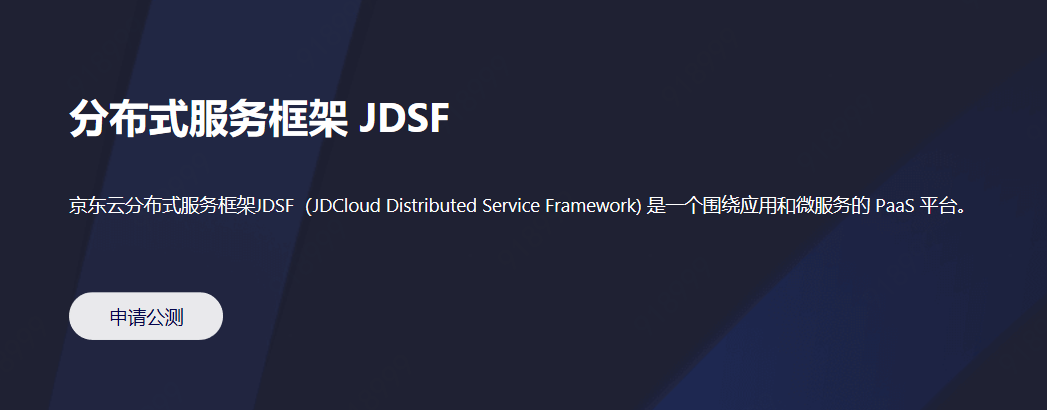 分布式服务框架 JDSF
京东云分布式服务框架JDSF（JDCloud Distributed Service Framework) 是一个围绕应用和微服务的 PaaS 平台。
申请公测